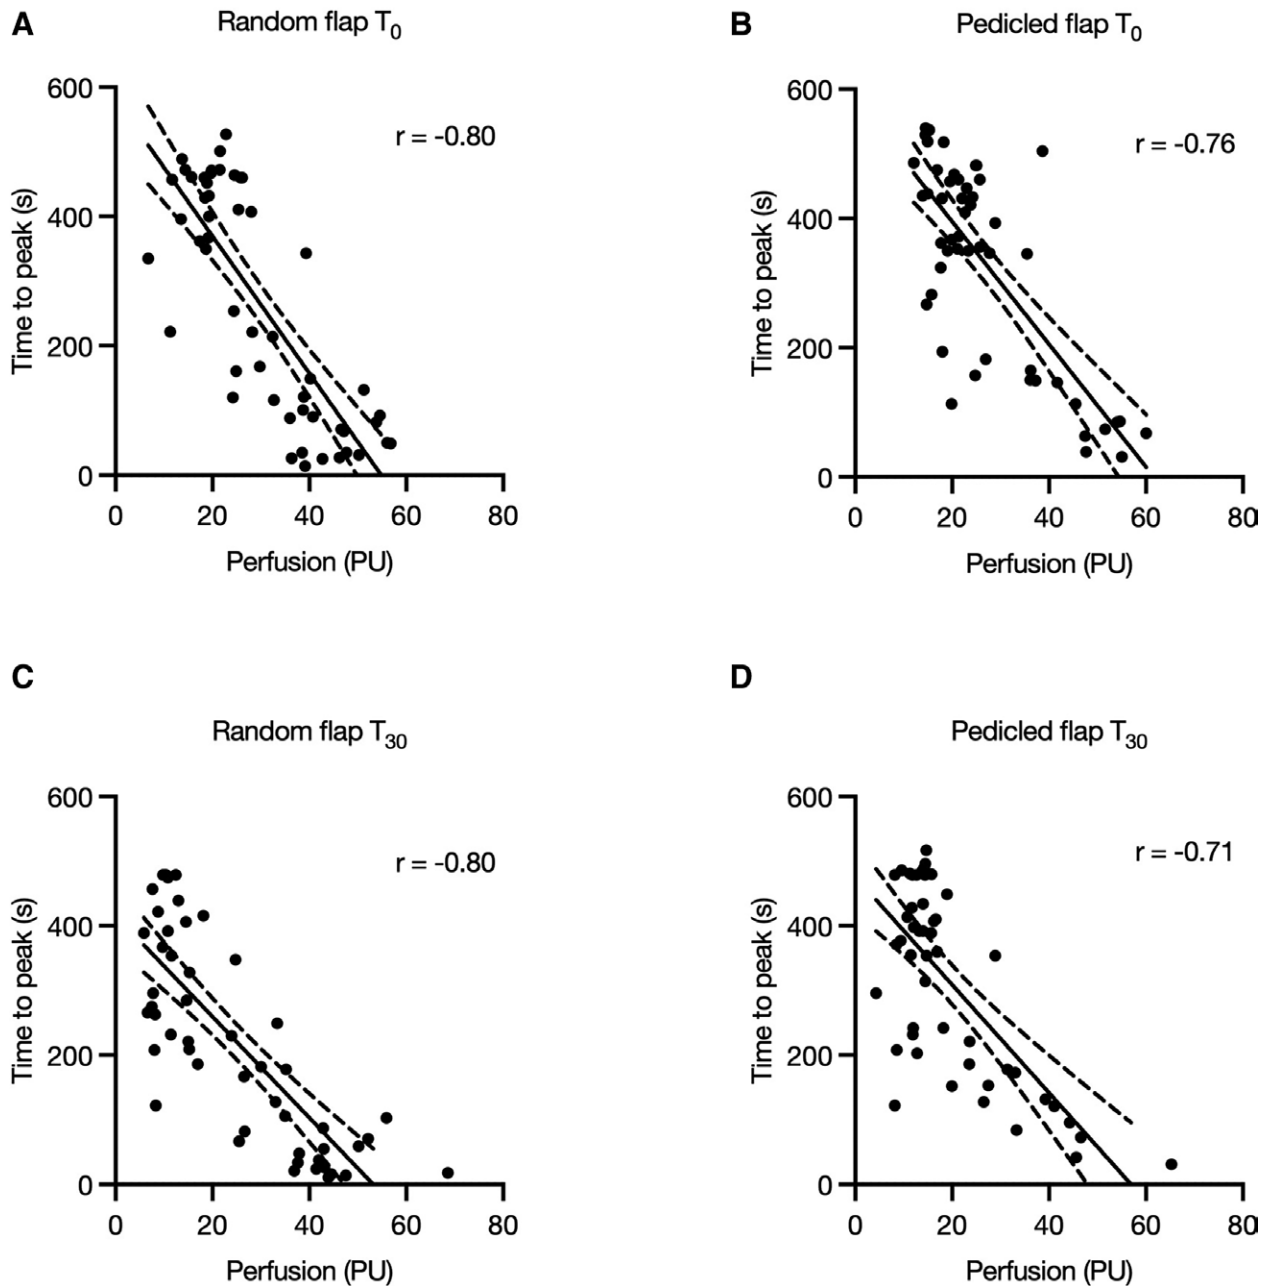 A
Random flap T0
r = -0.80
Time to peak (s)
600
400
200
0
0 20 40 60 80
Perfusion (PU)
B
Pedicled flap T0
r = -0.76
Time to peak (s)
600
400
200
0
0 20 40 60 80
Perfusion (PU)
C
Random flap T30
r = -0.80
Time to peak (s)
600
400
200
0
0 20 40 60 80
Perfusion (PU)
D
Pedicled flap T30
r = -0.71
Time to peak (s)
600
400
200
0
0 20 40 60 80
Perfusion (PU)